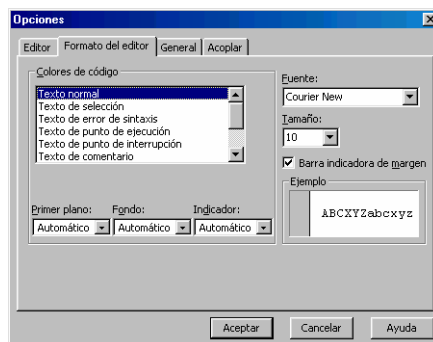 Opciones
Editor Formato del editor General Acoplar
Colores de código
Texto normal
Texto de selección
Texto de error de sintaxis
Texto de punto de ejecución
Texto de punto de interrupción
Texto de comentario
Primer plano: Fondo: Indicador:
Automático Automático Automático
Fuente:
Courier New
Tamaño:
10
Barra indicadora de margen
Ejemplo
ABCXYZabcxyz
Aceptar Cancelar Ayuda